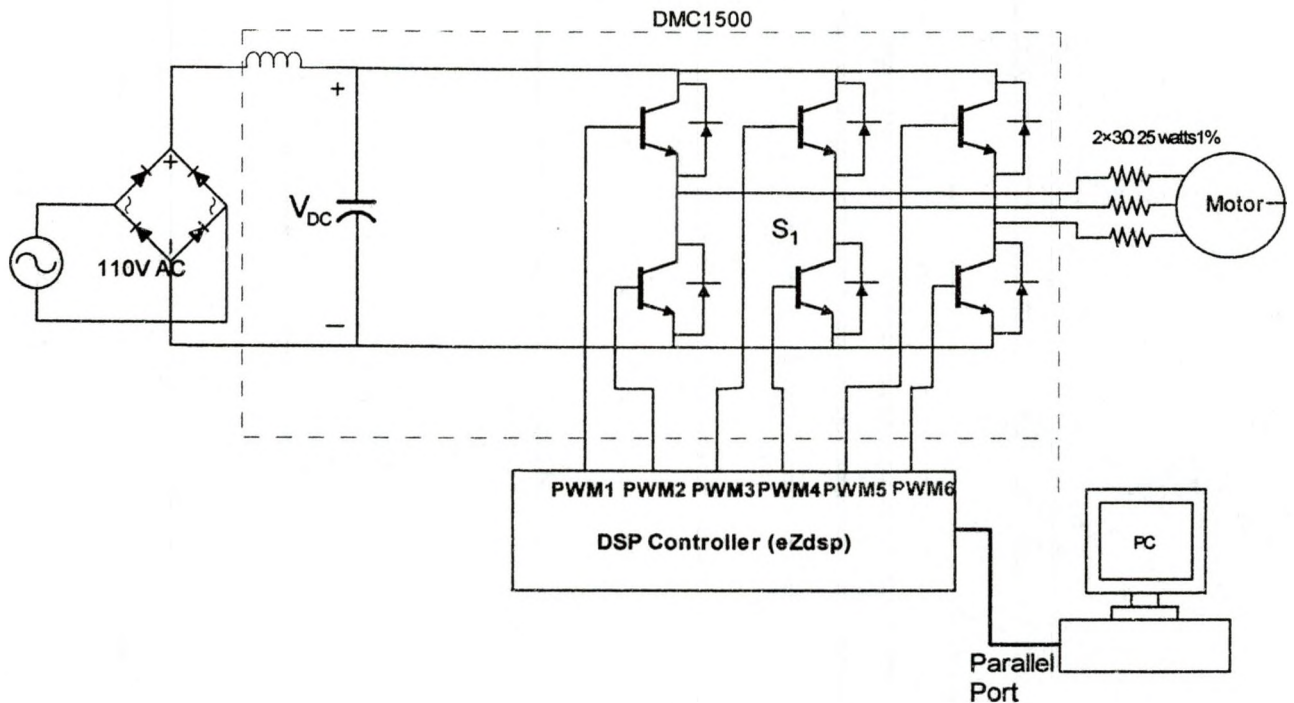 DMC1500
+
V_DC
−
+
~
~
−
110V AC
S₁
2×3Ω 25 watts1%
Motor
PWM1 PWM2 PWM3 PWM4 PWM5 PWM6
DSP Controller (eZdsp)
PC
Parallel
Port